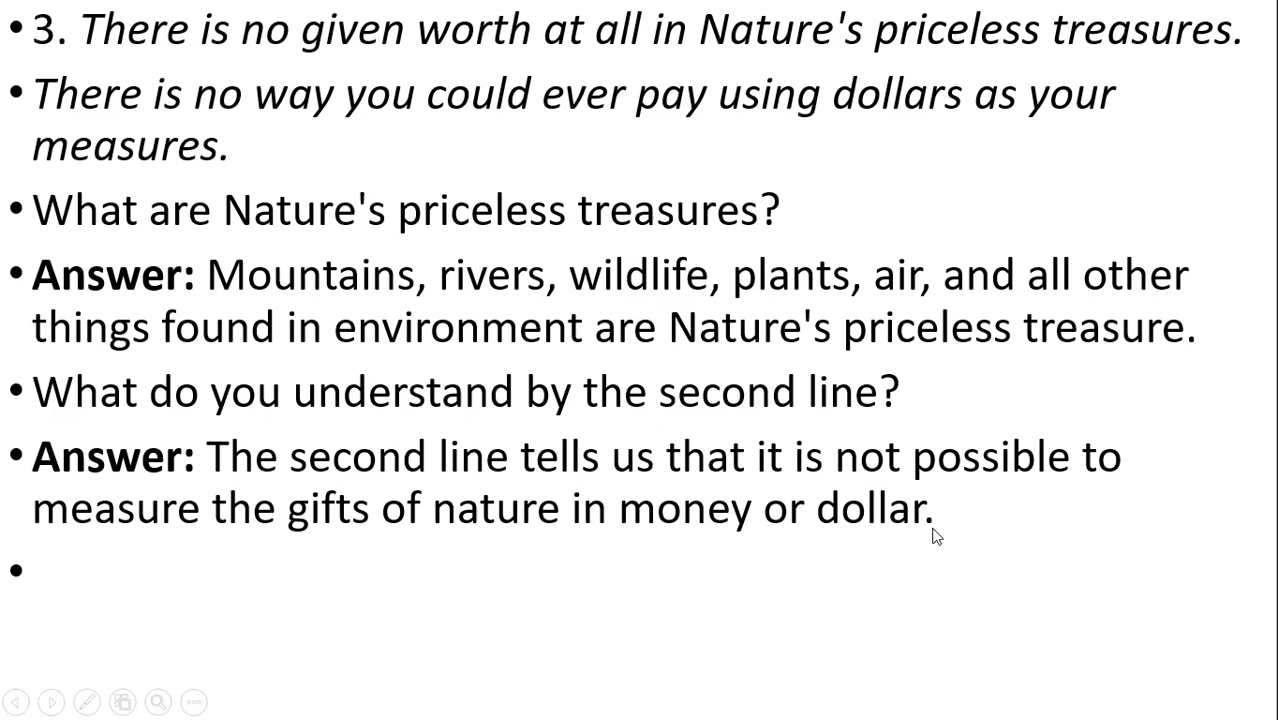 • 3. There is no given worth at all in Nature's priceless treasures.
• There is no way you could ever pay using dollars as your
measures.
• What are Nature's priceless treasures?
• Answer: Mountains, rivers, wildlife, plants, air, and all other
things found in environment are Nature's priceless treasure.
• What do you understand by the second line?
• Answer: The second line tells us that it is not possible to
measure the gifts of nature in money or dollar.
•